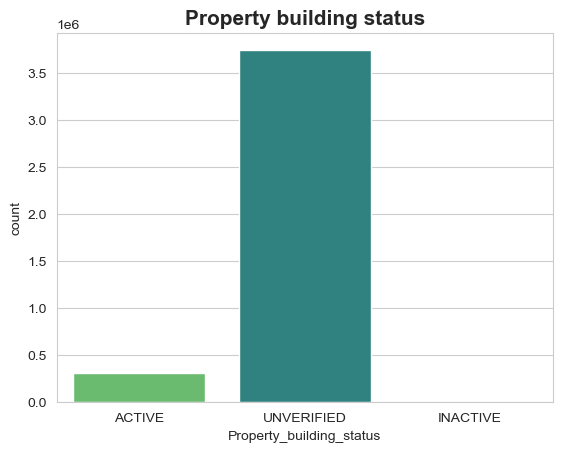 Property building status
1e6
3.5
3.0
2.5
2.0
1.5
1.0
0.5
0.0
count
ACTIVE UNVERIFIED INACTIVE
Property_building_status